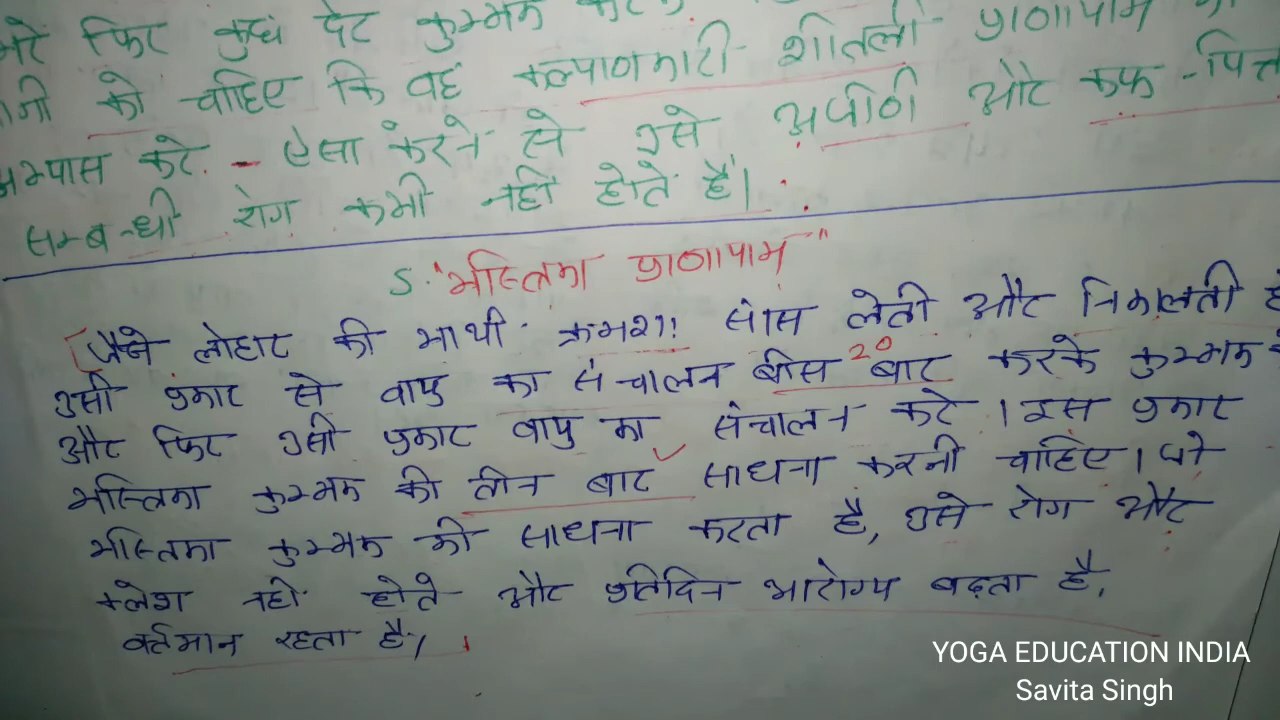 फिर कुछ देर कुम्भक करके
को चाहिए कि वह कल्याणकारी शीतली प्राणायाम का
अभ्यास करे. - ऐसा करने से उसे अजीर्ण और कफ - पित्त
सम्बन्धी रोग कभी नहीं होते हैं।
5. "भस्त्रिका प्राणायाम"
(जैसे लोहार की भाथी क्रमशः सांस लेती और निकालती है
उसी प्रकार से वायु का संचालन बीस 20 बार करके कुम्भक करे
और फिर उसी प्रकार वायु का संचालन करे । इस प्रकार
भस्त्रिका कुम्भक की तीन बार साधना करनी चाहिए। जो
भस्त्रिका कुम्भक की साधना करता है, उसे रोग और
क्लेश नहीं होते और प्रतिदिन आरोग्य बढ़ता है,
वर्तमान रहता है।
YOGA EDUCATION INDIA
Savita Singh